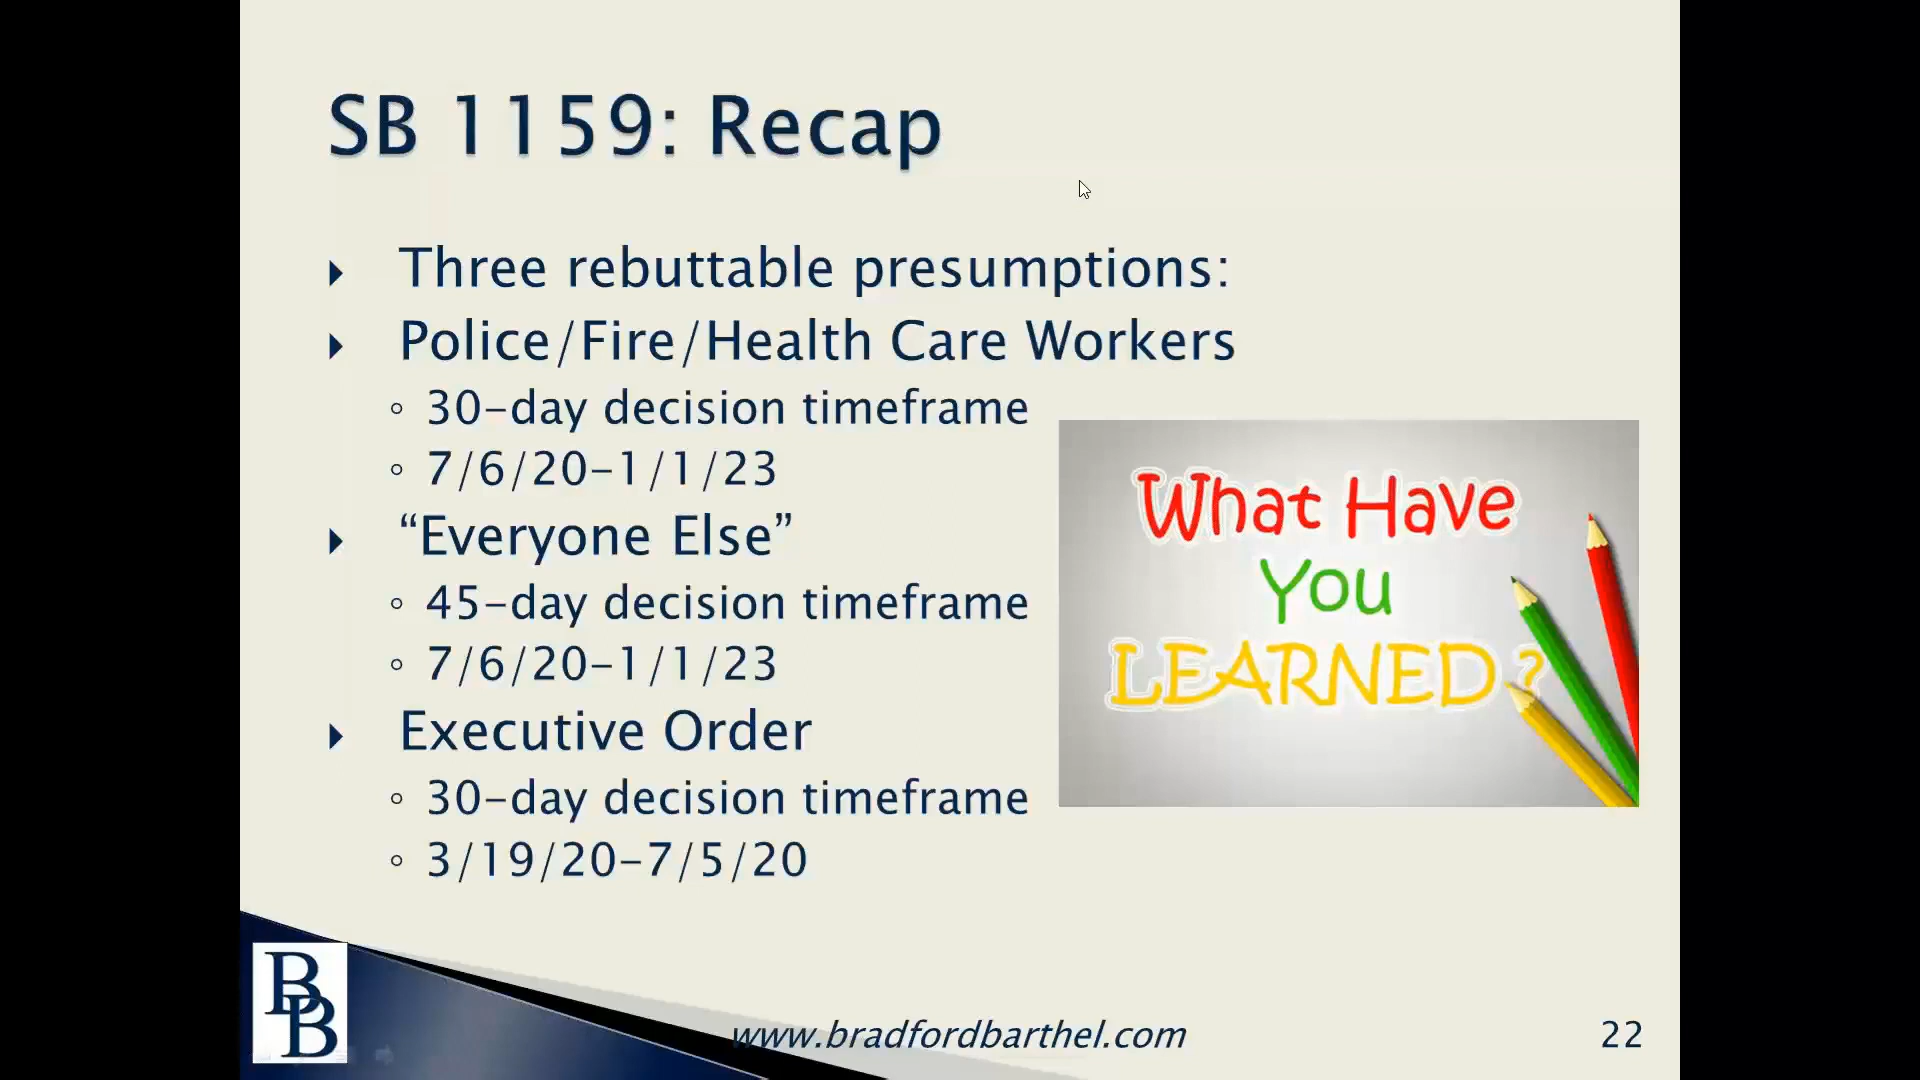 SB 1159: Recap
Three rebuttable presumptions:
Police/Fire/Health Care Workers
30-day decision timeframe
7/6/20-1/1/23
“Everyone Else”
45-day decision timeframe
7/6/20-1/1/23
Executive Order
30-day decision timeframe
3/19/20-7/5/20
What Have
You
LEARNED?
BB
www.bradfordbarthel.com
22